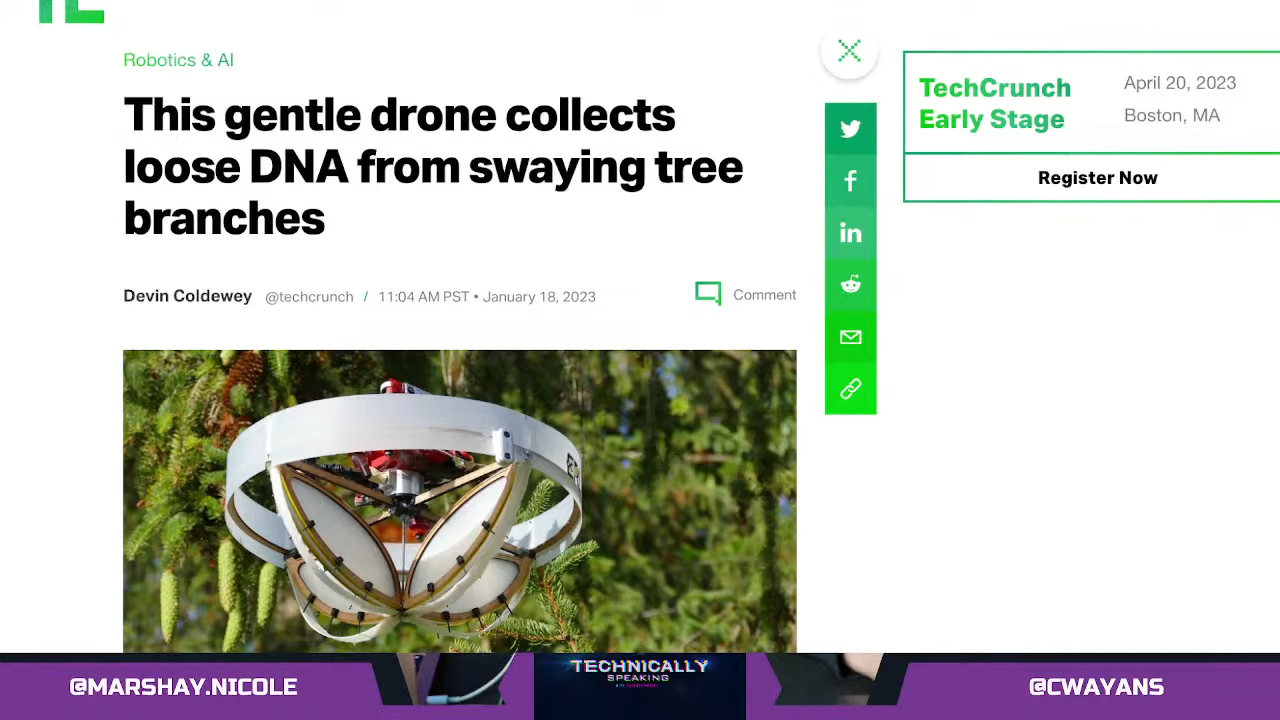 Robotics & AI
This gentle drone collects
loose DNA from swaying tree
branches
Devin Coldewey @techcrunch / 11:04 AM PST • January 18, 2023
Comment
TechCrunch
Early Stage
April 20, 2023
Boston, MA
Register Now
@MARSHAY.NICOLE
TECHNICALLY
SPEAKING
@CWAYANS